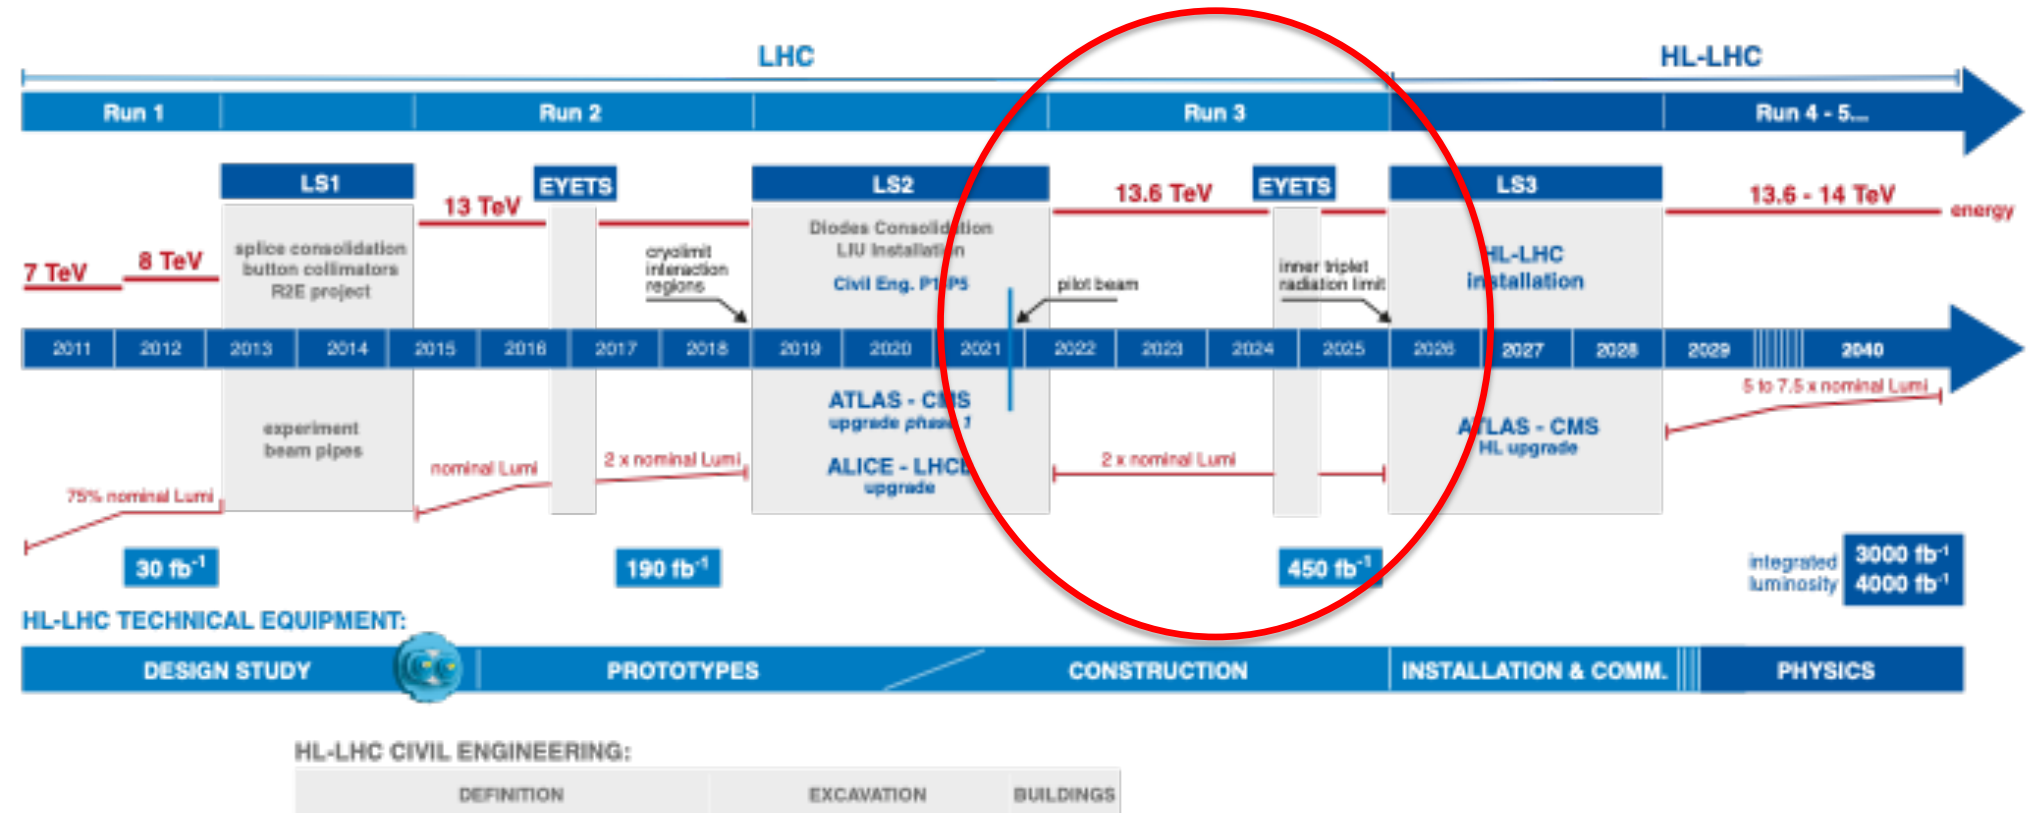 LHC
HL-LHC
Run 1
Run 2
Run 3
Run 4 - 5...
LS1
EYETS
LS2
EYETS
LS3
13 TeV
13.6 TeV
13.6 - 14 TeV
energy
7 TeV
8 TeV
splice consolidation
button collimators
R2E project
cryolimit
interaction
regions
Diodes Consolidation
LIU Installation
Civil Eng. P1-P5
pilot beam
inner triplet
radiation limit
HL-LHC
installation
2011
2012
2013
2014
2015
2016
2017
2018
2019
2020
2021
2022
2023
2024
2025
2026
2027
2028
2029
2040
experiment
beam pipes
ATLAS - CMS
upgrade phase 1
ALICE - LHCb
upgrade
ATLAS - CMS
HL upgrade
75% nominal Lumi
nominal Lumi
2 x nominal Lumi
2 x nominal Lumi
5 to 7.5 x nominal Lumi
30 fb⁻¹
190 fb⁻¹
450 fb⁻¹
integrated
luminosity
3000 fb⁻¹
4000 fb⁻¹
HL-LHC TECHNICAL EQUIPMENT:
DESIGN STUDY
PROTOTYPES
CONSTRUCTION
INSTALLATION & COMM.
PHYSICS
HL-LHC CIVIL ENGINEERING:
DEFINITION
EXCAVATION
BUILDINGS